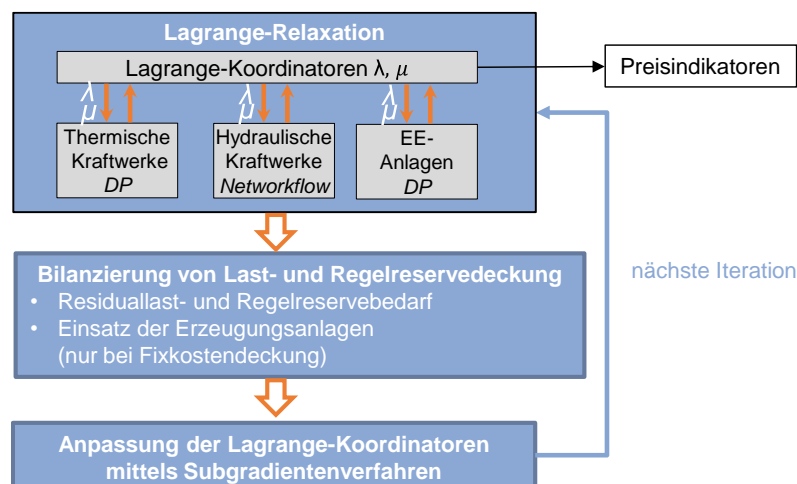 Lagrange-Relaxation
Lagrange-Koordinatoren λ, μ
Preisindikatoren
λ
μ
λ
μ
λ
μ
Thermische
Kraftwerke
DP
Hydraulische
Kraftwerke
Networkflow
EE-
Anlagen
DP
Bilanzierung von Last- und Regelreservedeckung
• Residuallast- und Regelreservebedarf
• Einsatz der Erzeugungsanlagen
(nur bei Fixkostendeckung)
nächste Iteration
Anpassung der Lagrange-Koordinatoren
mittels Subgradientenverfahren